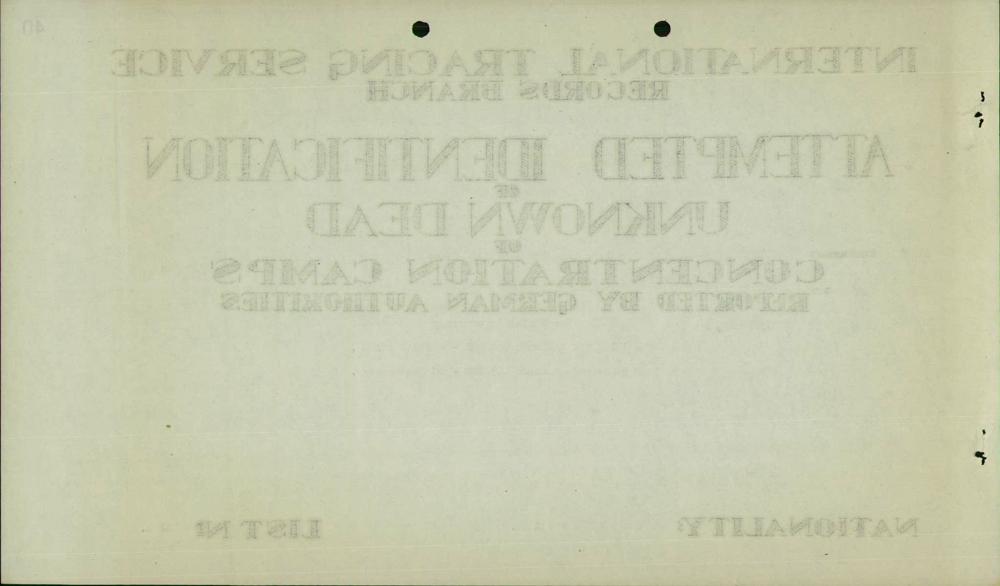 40
INTERNATIONAL TRACING SERVICE
RECORDS BRANCH
ATTEMPTED IDENTIFICATION
OF
UNKNOWN DEAD
OF
CONCENTRATION CAMPS'
REPORTED BY GERMAN AUTHORITIES
NATIONALITY: LIST Nº